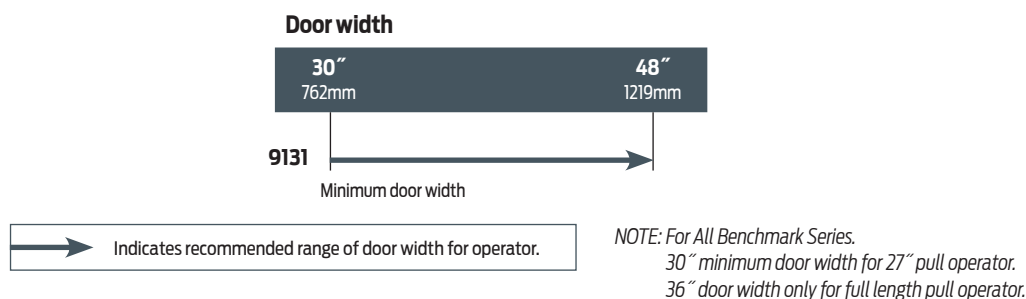 Door width
30˝ 48˝
762mm 1219mm
9131
Minimum door width
Indicates recommended range of door width for operator.
NOTE: For All Benchmark Series.
30˝ minimum door width for 27˝ pull operator.
36˝ door width only for full length pull operator.